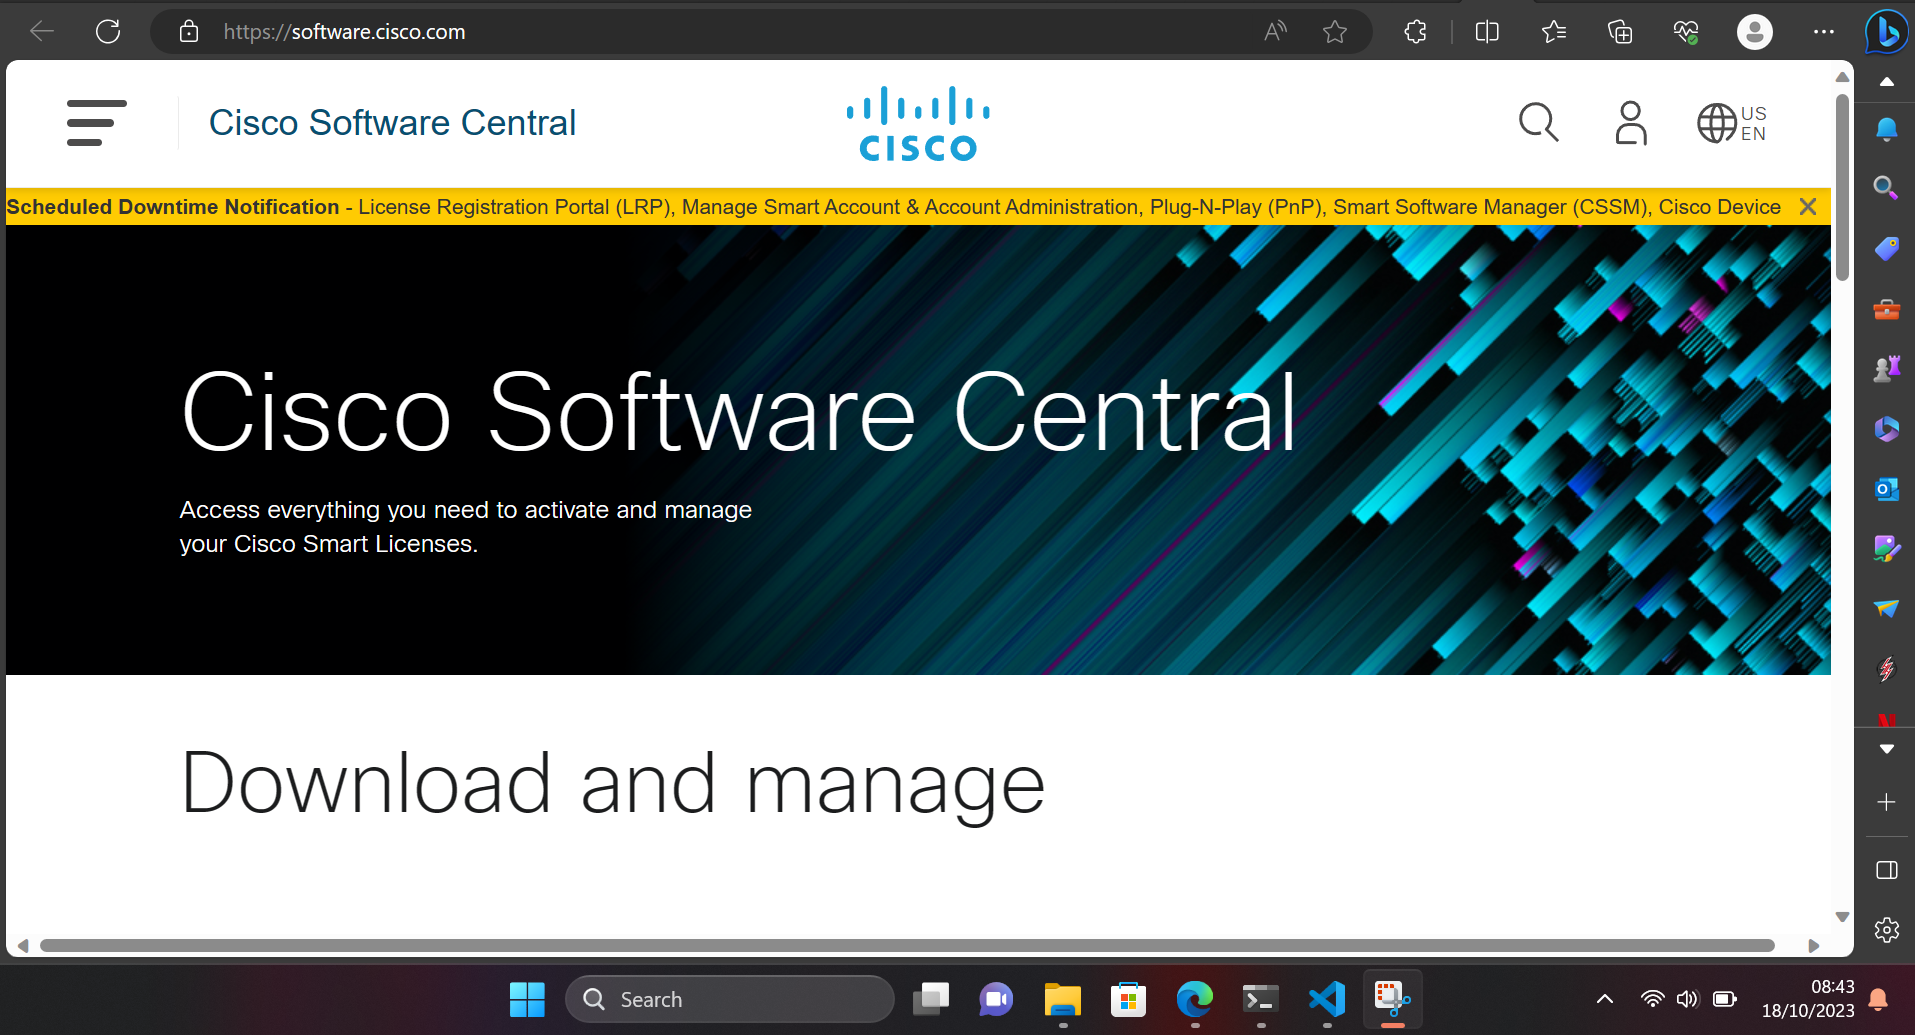 https://software.cisco.com
Cisco Software Central
CISCO
US
EN
Scheduled Downtime Notification - License Registration Portal (LRP), Manage Smart Account & Account Administration, Plug-N-Play (PnP), Smart Software Manager (CSSM), Cisco Device
Cisco Software Central
Access everything you need to activate and manage
your Cisco Smart Licenses.
Download and manage
Search
08:43
18/10/2023